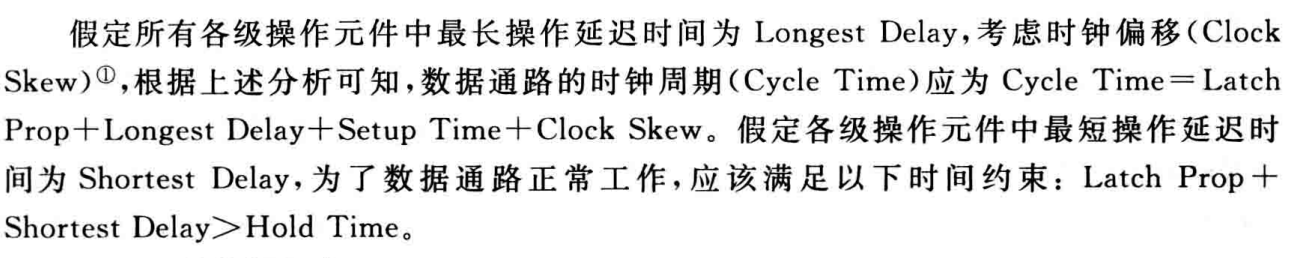 假定所有各级操作元件中最长操作延迟时间为 Longest Delay,考虑时钟偏移(Clock
Skew)①,根据上述分析可知,数据通路的时钟周期(Cycle Time)应为 Cycle Time=Latch
Prop+Longest Delay+Setup Time+Clock Skew。假定各级操作元件中最短操作延迟时
间为 Shortest Delay,为了数据通路正常工作,应该满足以下时间约束:Latch Prop+
Shortest Delay>Hold Time。